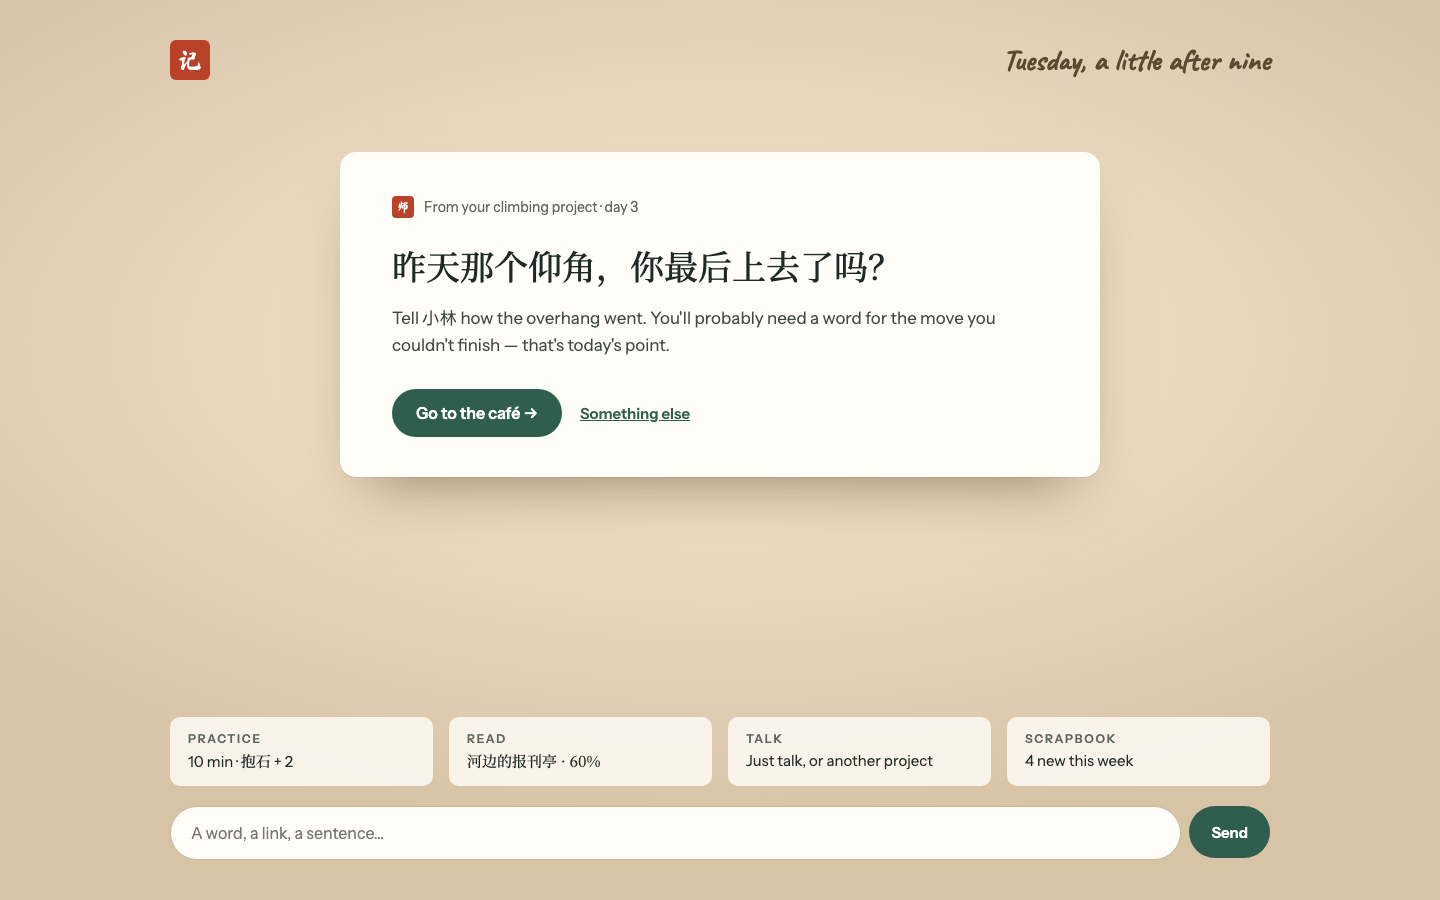 记
Tuesday, a little after nine
师
From your climbing project · day 3
昨天那个仰角，你最后上去了吗？
Tell 小林 how the overhang went. You'll probably need a word for the move you
couldn't finish — that's today's point.
Go to the café →
Something else
PRACTICE
10 min · 抱石 + 2
READ
河边的报刊亭 · 60%
TALK
Just talk, or another project
SCRAPBOOK
4 new this week
A word, a link, a sentence...
Send